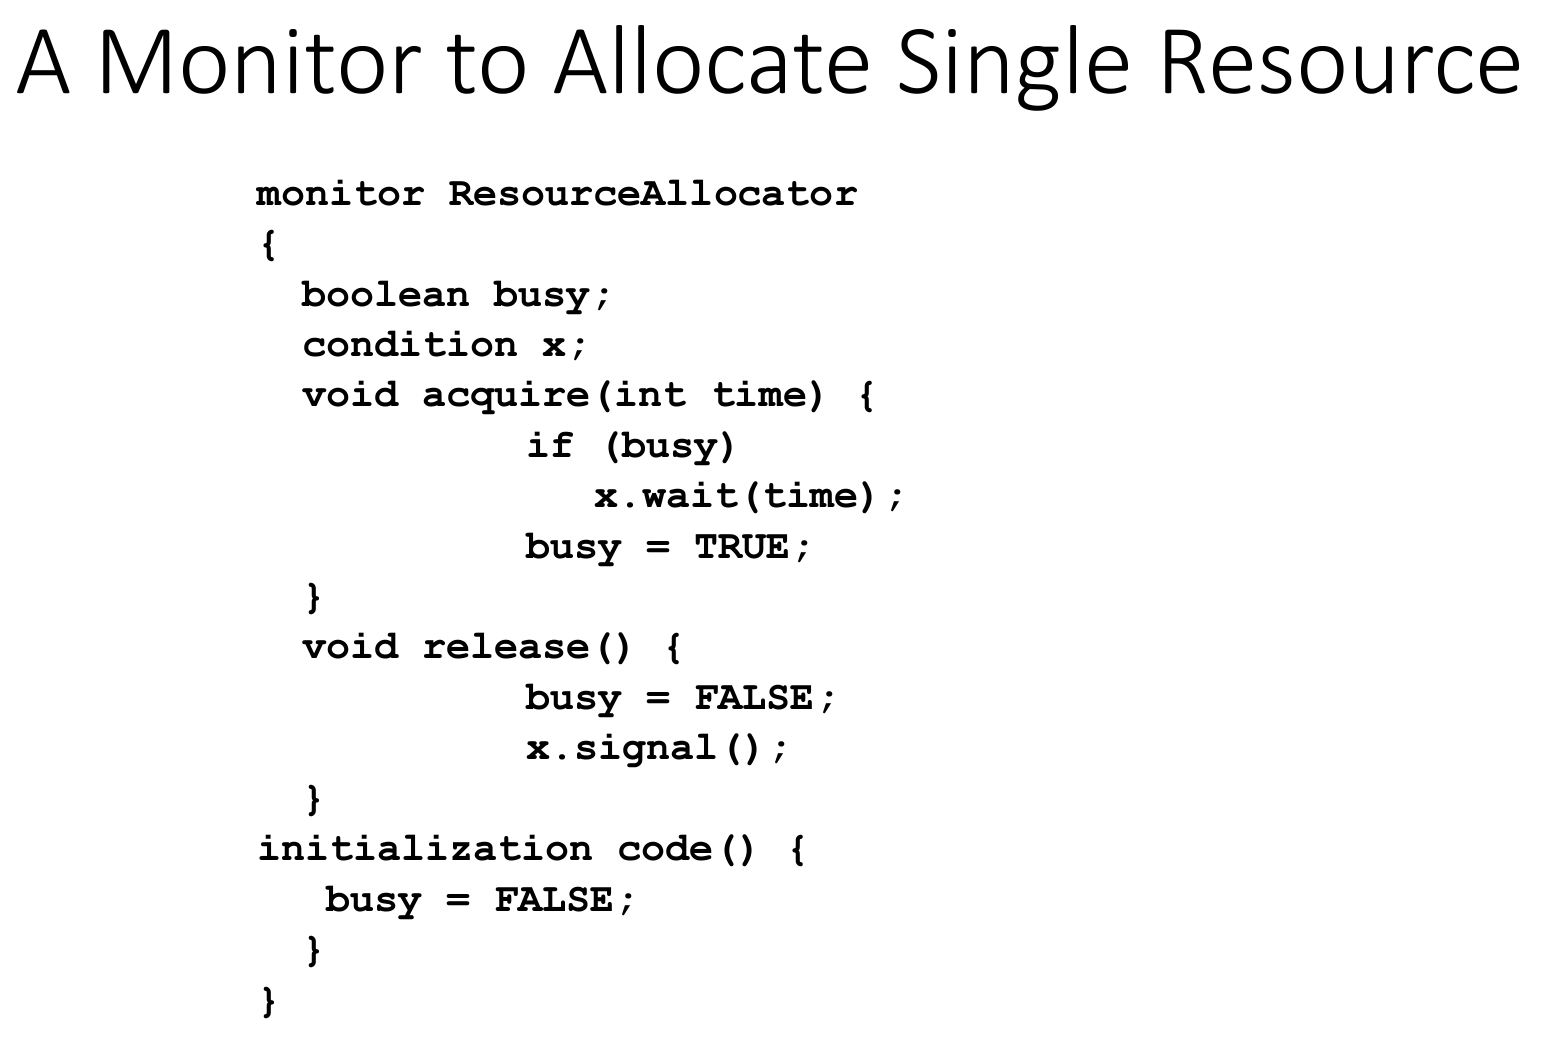 A Monitor to Allocate Single Resource
monitor ResourceAllocator
{
boolean busy;
condition x;
void acquire(int time) {
if (busy)
x.wait(time);
busy = TRUE;
}
void release() {
busy = FALSE;
x.signal();
}
initialization code() {
busy = FALSE;
}
}